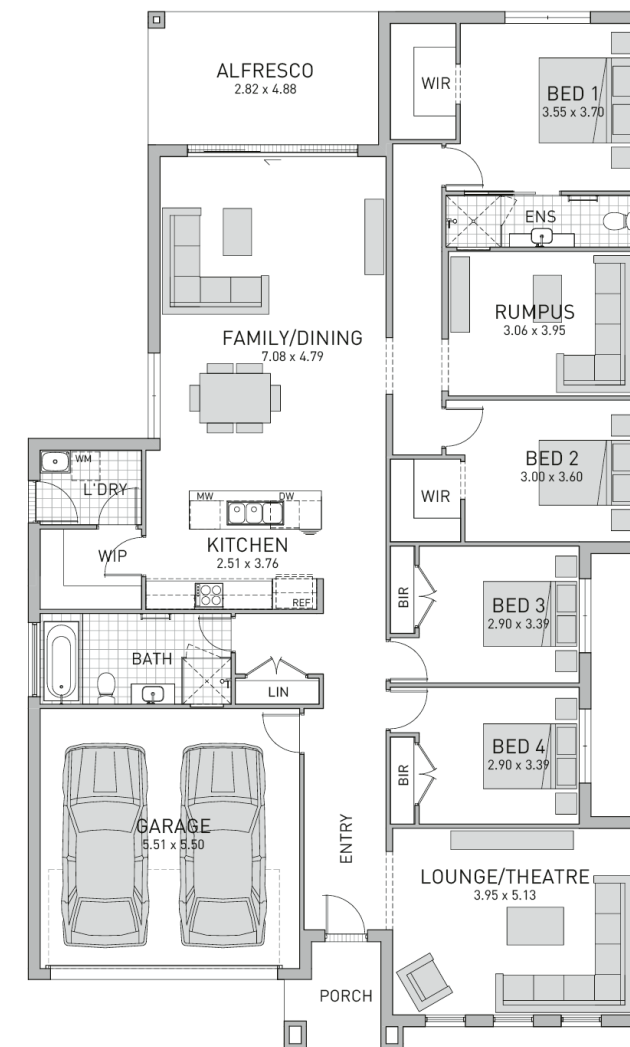 ALFRESCO
2.82 x 4.88
WIR
BED 1
3.55 x 3.70
ENS
RUMPUS
3.06 x 3.95
FAMILY/DINING
7.08 x 4.79
BED 2
3.00 x 3.60
WM
L'DRY
WIR
MW
DW
KITCHEN
2.51 x 3.76
WIP
REF
BIR
BED 3
2.90 x 3.39
BATH
LIN
BED 4
2.90 x 3.39
BIR
GARAGE
5.51 x 5.50
ENTRY
LOUNGE/THEATRE
3.95 x 5.13
PORCH